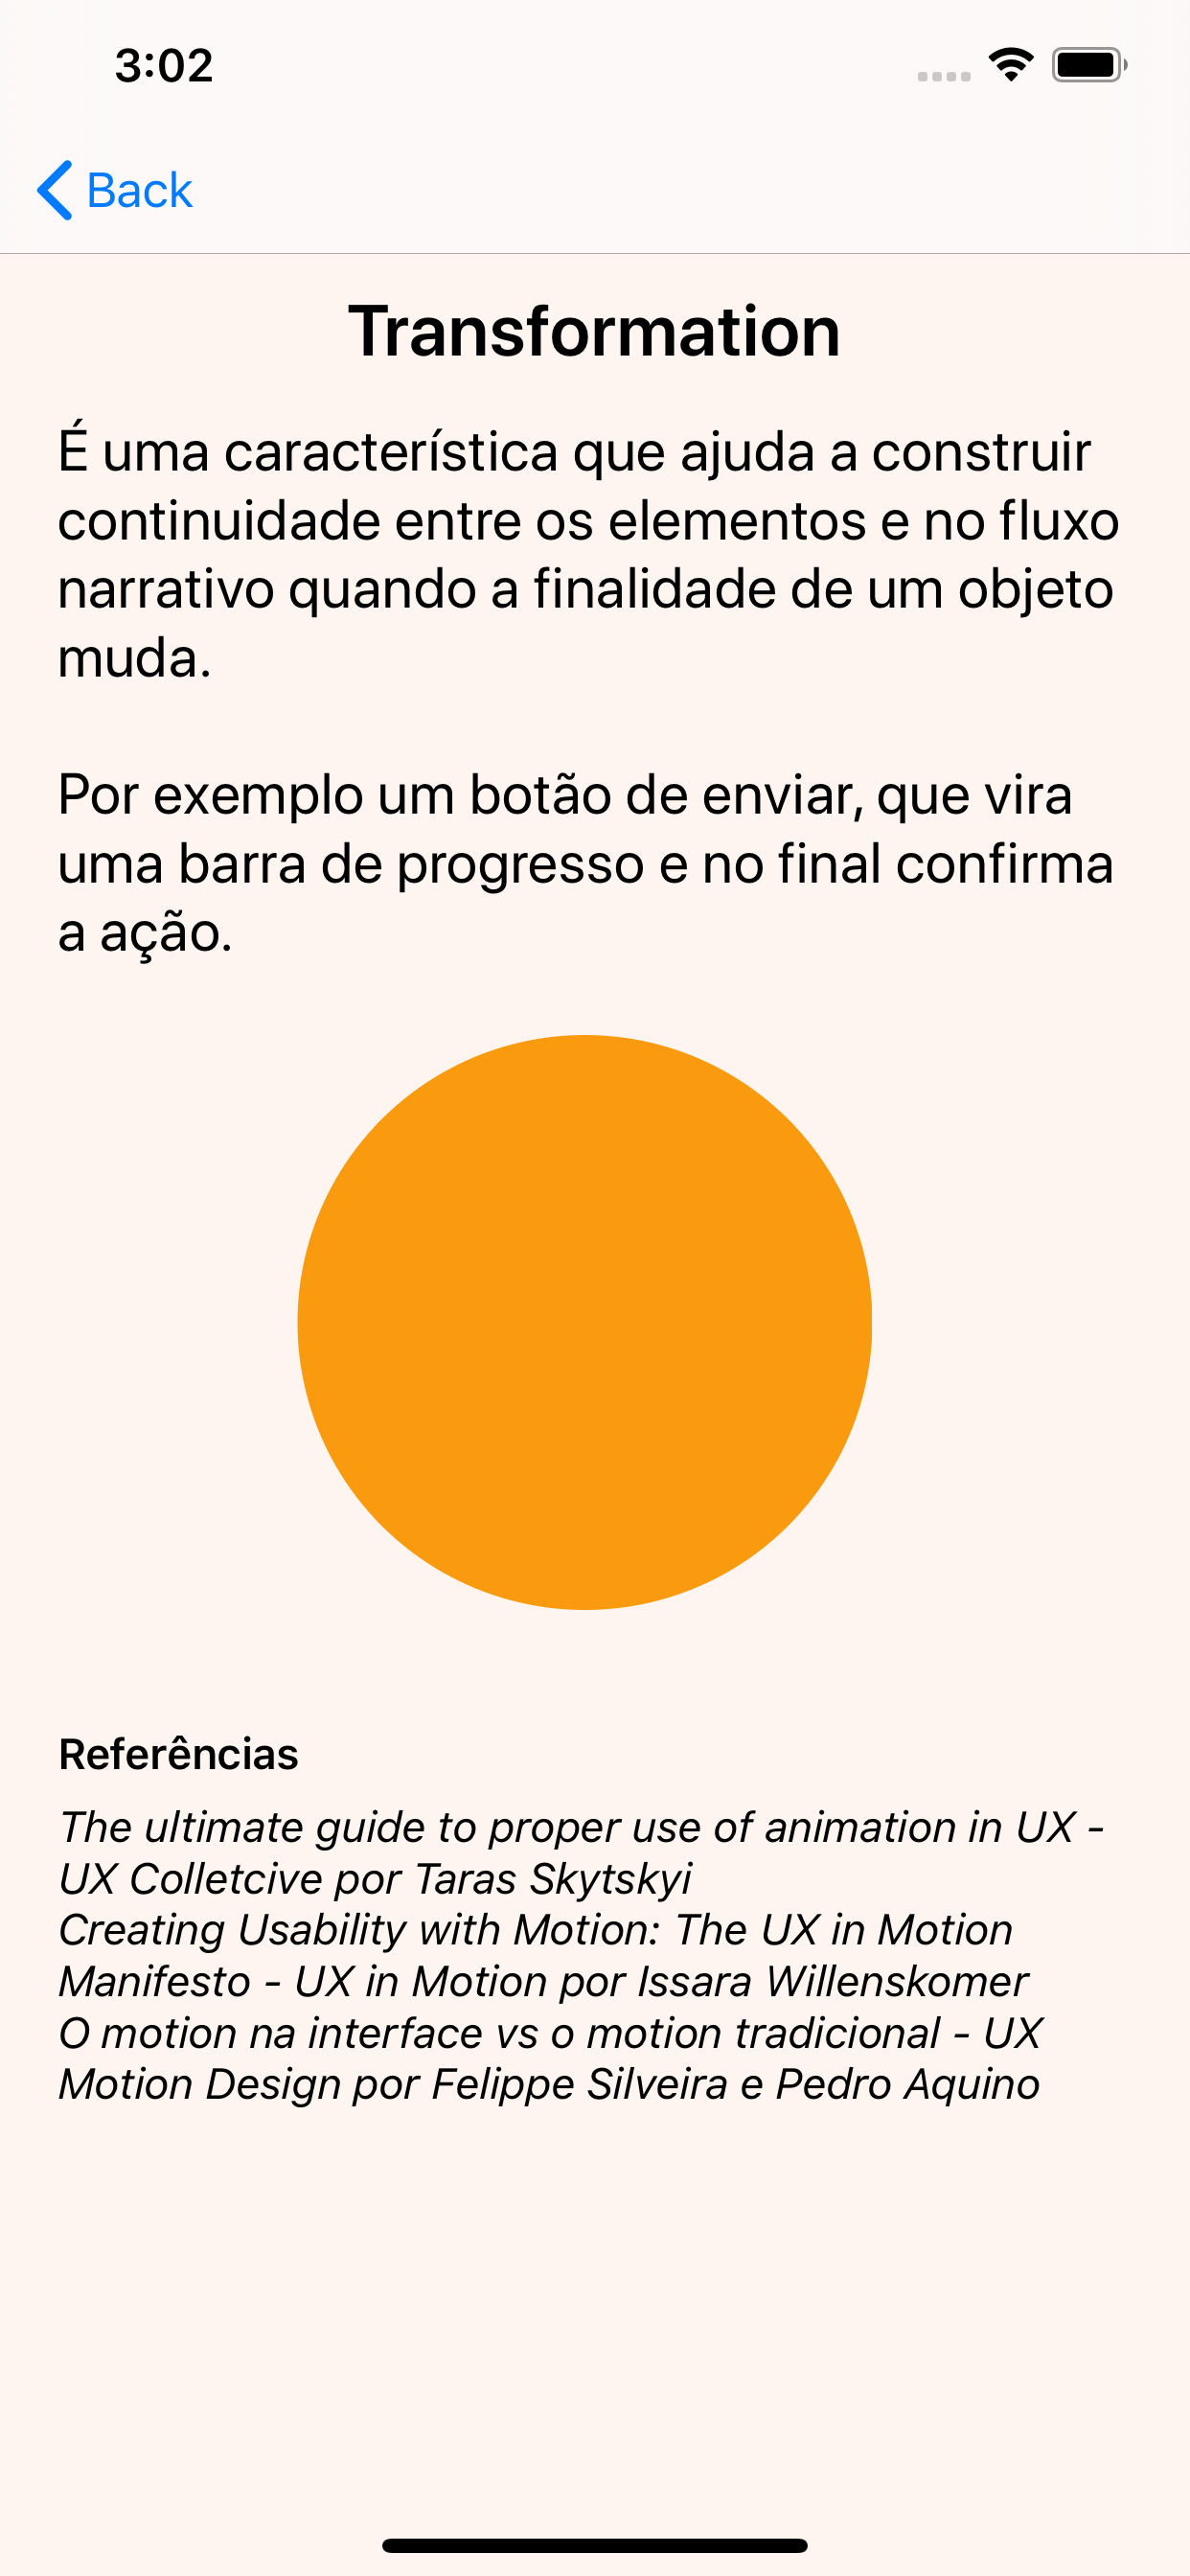 3:02
Back
Transformation
É uma característica que ajuda a construir
continuidade entre os elementos e no fluxo
narrativo quando a finalidade de um objeto
muda.
Por exemplo um botão de enviar, que vira
uma barra de progresso e no final confirma
a ação.
Referências
The ultimate guide to proper use of animation in UX -
UX Colletcive por Taras Skytskyi
Creating Usability with Motion: The UX in Motion
Manifesto - UX in Motion por Issara Willenskomer
O motion na interface vs o motion tradicional - UX
Motion Design por Felippe Silveira e Pedro Aquino